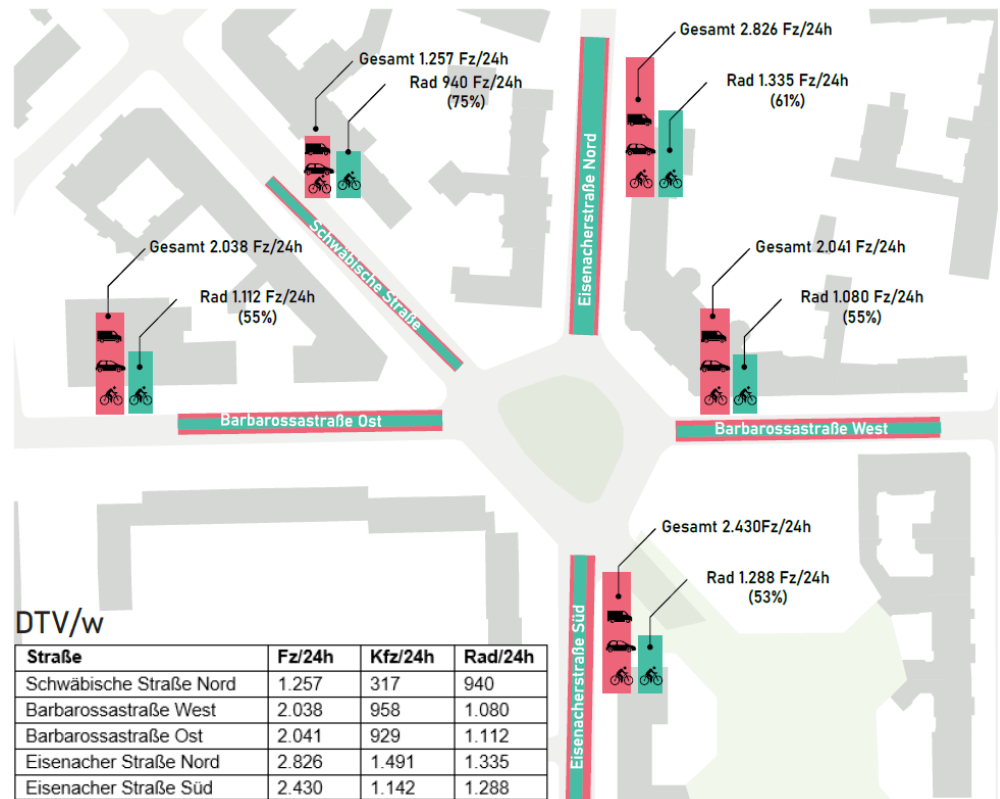 Gesamt 2.826 Fz/24h
Gesamt 1.257 Fz/24h
Rad 940 Fz/24h
(75%)
Rad 1.335 Fz/24h
(61%)
Eisenacherstraße Nord
Schwäbische Straße
Gesamt 2.038 Fz/24h
Rad 1.112 Fz/24h
(55%)
Gesamt 2.041 Fz/24h
Rad 1.080 Fz/24h
(55%)
Barbarossastraße Ost
Barbarossastraße West
Gesamt 2.430Fz/24h
Rad 1.288 Fz/24h
(53%)
Eisenacherstraße Süd
DTV/w
Straße Fz/24h Kfz/24h Rad/24h
Schwäbische Straße Nord 1.257 317 940
Barbarossastraße West 2.038 958 1.080
Barbarossastraße Ost 2.041 929 1.112
Eisenacher Straße Nord 2.826 1.491 1.335
Eisenacher Straße Süd 2.430 1.142 1.288